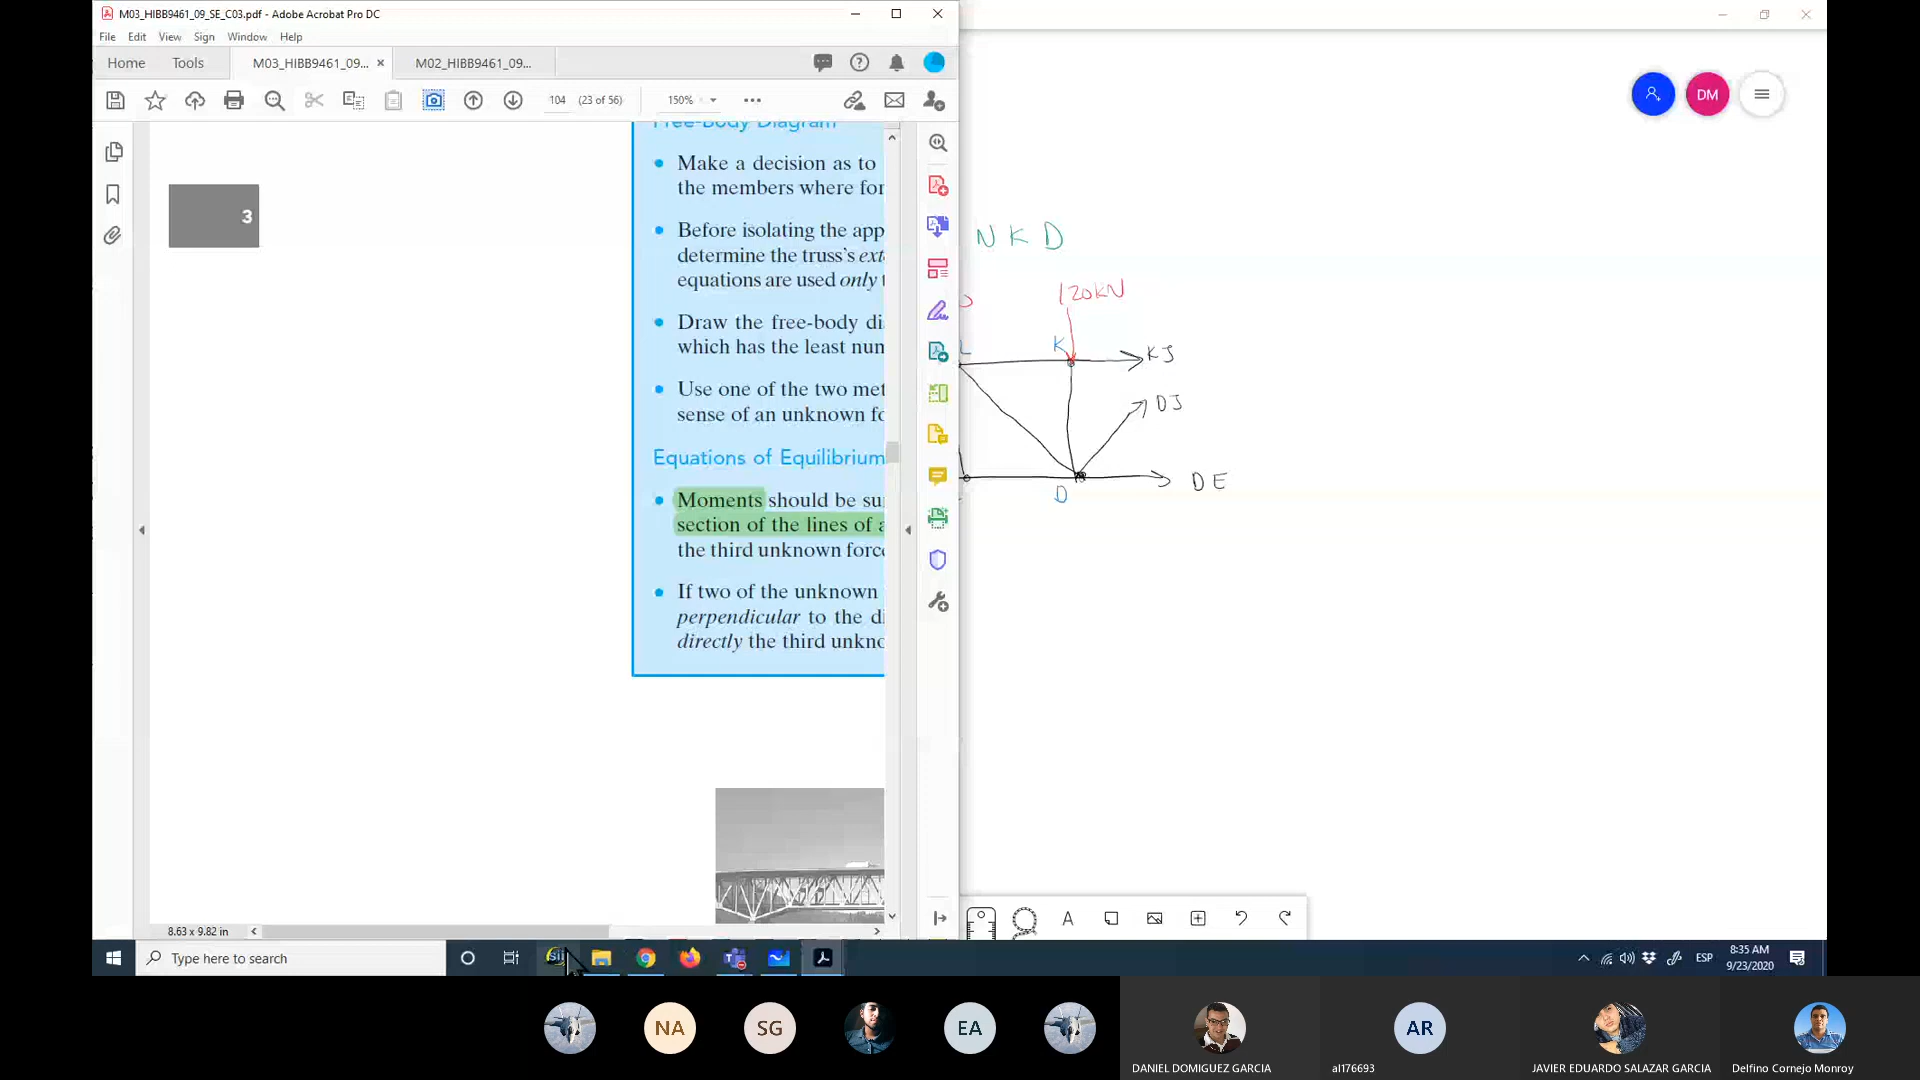 M03_HIBB9461_09_SE_C03.pdf - Adobe Acrobat Pro DC
File Edit View Sign Window Help
Home Tools M03_HIBB9461_09... × M02_HIBB9461_09...
104 (23 of 56) 150%
DM
Free-Body Diagram
• Make a decision as to
the members where for
3
• Before isolating the app
determine the truss's ext
equations are used only t
• Draw the free-body di
which has the least num
• Use one of the two met
sense of an unknown fo
Equations of Equilibrium
• Moments should be su
section of the lines of a
the third unknown force
• If two of the unknown
perpendicular to the di
directly the third unkno
8.63 x 9.82 in
N K D
120KN
L
K
KJ
DJ
D
DE
A
Type here to search
ESP
8:35 AM
9/23/2020
NA
SG
EA
AR
DANIEL DOMIGUEZ GARCIA
al176693
JAVIER EDUARDO SALAZAR GARCIA
Delfino Cornejo Monroy